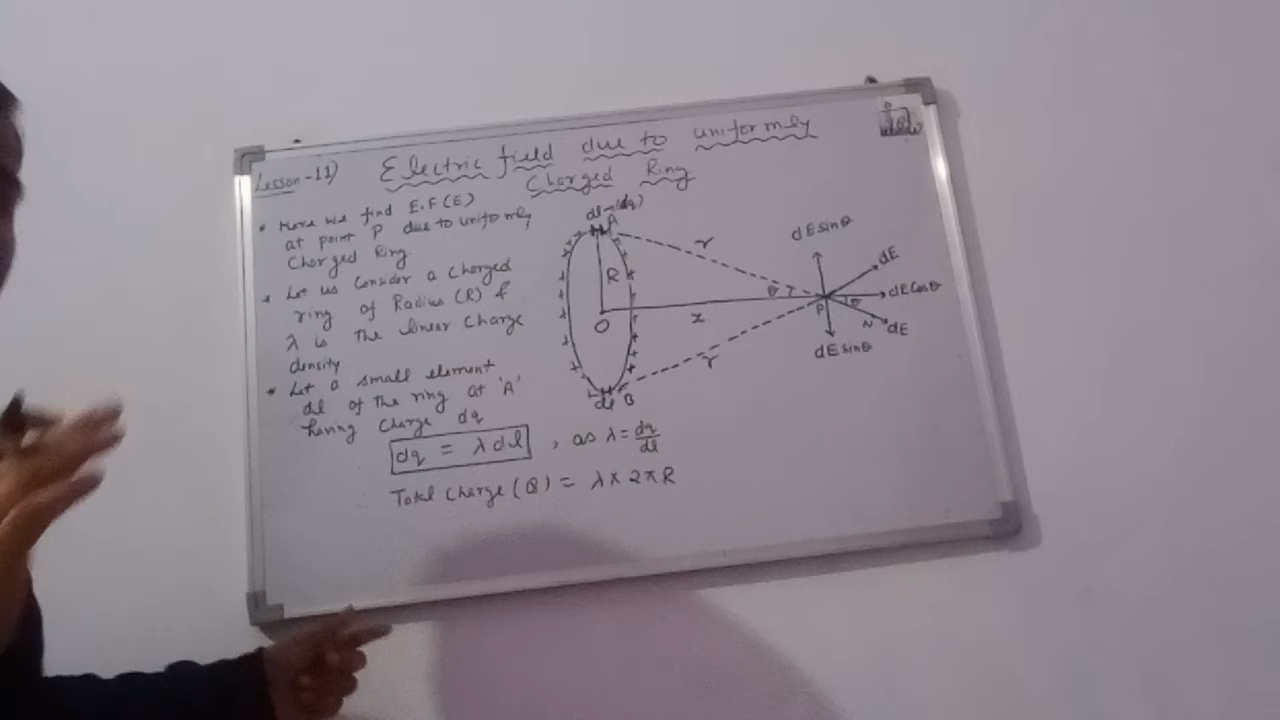 Lesson-11)
Electric field due to uniformly
Charged Ring
* Here we find E.F(E)
at point P due to uniformly
Charged Ring
* Let us Consider a Charged
ring of Radius (R) &
λ is the linear Charge
density
* Let a small element
dl of the ring at 'A'
having Charge dq
dq = λdl , as λ = dq/dl
Total Charge (Q) = λ × 2πR
dl → (dq)
A
R
O
x
r
r
θ
P
dl
B
dE sinθ
dE
dE Cosθ
θ
N
dE
dE sinθ